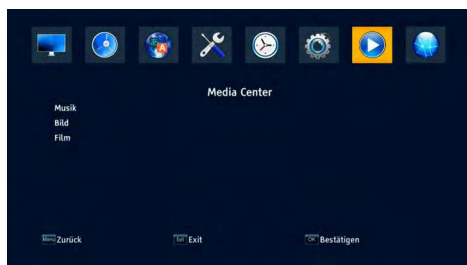 Media Center
Musik
Bild
Film
Menu Zurück Exit Exit OK Bestätigen